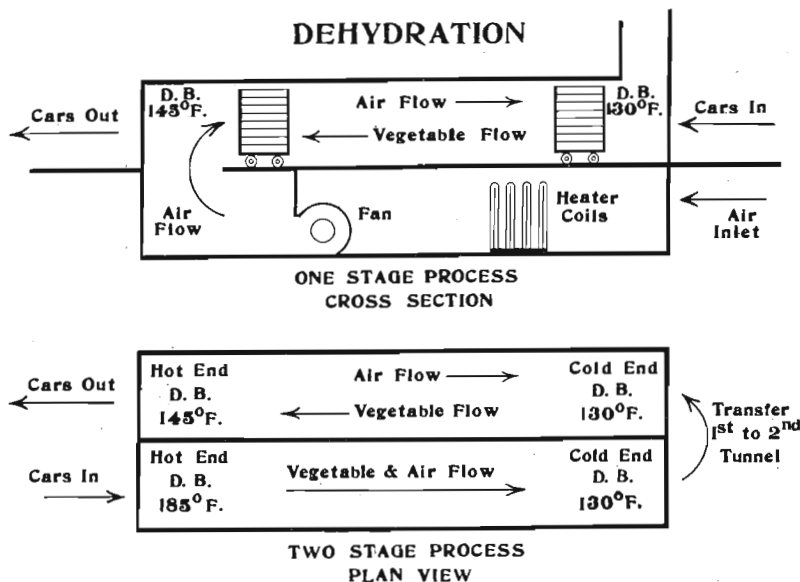 DEHYDRATION
D. B.
145°F.
Cars Out
Air Flow
Vegetable Flow
D. B.
130°F.
Cars In
Air
Flow
Fan
Heater
Coils
Air
Inlet
ONE STAGE PROCESS
CROSS SECTION
Hot End
D. B.
145°F.
Cars Out
Air Flow
Vegetable Flow
Cold End
D. B.
130°F.
Transfer
1st to 2nd
Tunnel
Hot End
D. B.
185°F.
Cars In
Vegetable & Air Flow
Cold End
D. B.
130°F.
TWO STAGE PROCESS
PLAN VIEW